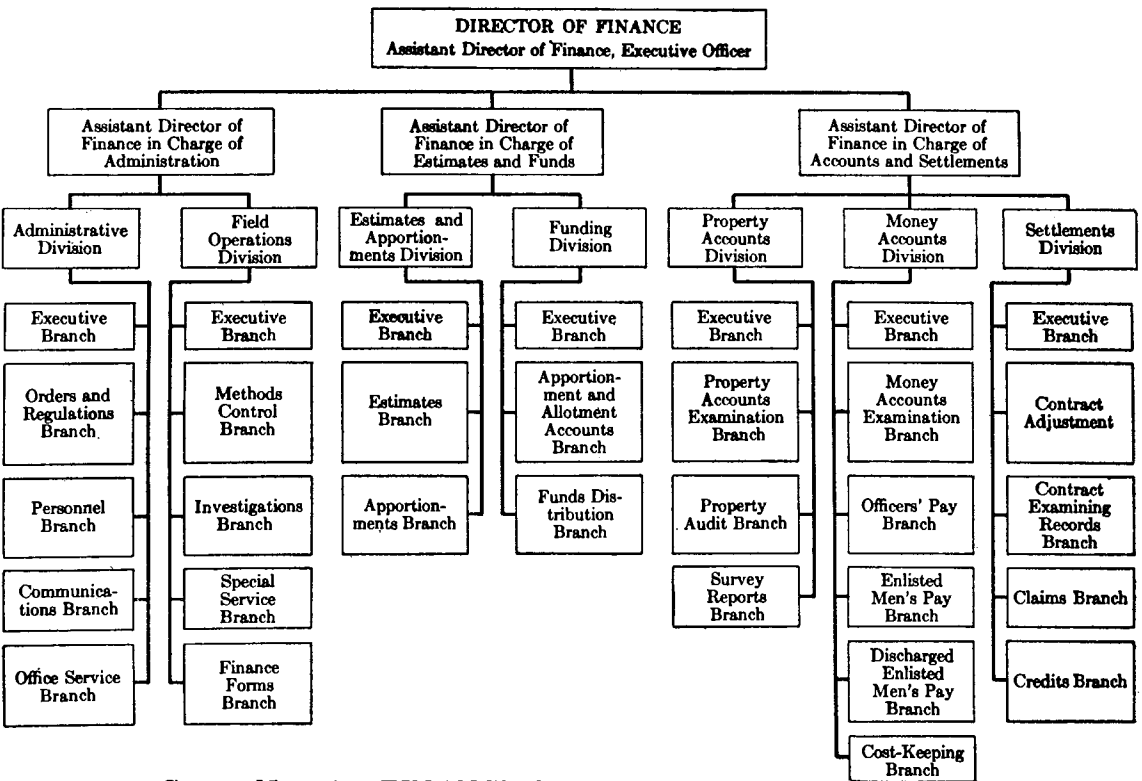 DIRECTOR OF FINANCE
Assistant Director of Finance, Executive Officer
Assistant Director of
Finance in Charge of
Administration
Assistant Director of
Finance in Charge of
Estimates and Funds
Assistant Director of
Finance in Charge of
Accounts and Settlements
Administrative
Division
Field
Operations
Division
Estimates and
Apportion-
ments Division
Funding
Division
Property
Accounts
Division
Money
Accounts
Division
Settlements
Division
Executive
Branch
Orders and
Regulations
Branch
Personnel
Branch
Communica-
tions Branch
Office Service
Branch
Executive
Branch
Methods
Control
Branch
Investigations
Branch
Special
Service
Branch
Finance
Forms
Branch
Executive
Branch
Estimates
Branch
Apportion-
ments Branch
Executive
Branch
Apportion-
ment and
Allotment
Accounts
Branch
Funds Dis-
tribution
Branch
Executive
Branch
Property
Accounts
Examination
Branch
Property
Audit Branch
Survey
Reports
Branch
Executive
Branch
Money
Accounts
Examination
Branch
Officers' Pay
Branch
Enlisted
Men's Pay
Branch
Discharged
Enlisted
Men's Pay
Branch
Cost-Keeping
Branch
Executive
Branch
Contract
Adjustment
Contract
Examining
Records
Branch
Claims Branch
Credits Branch